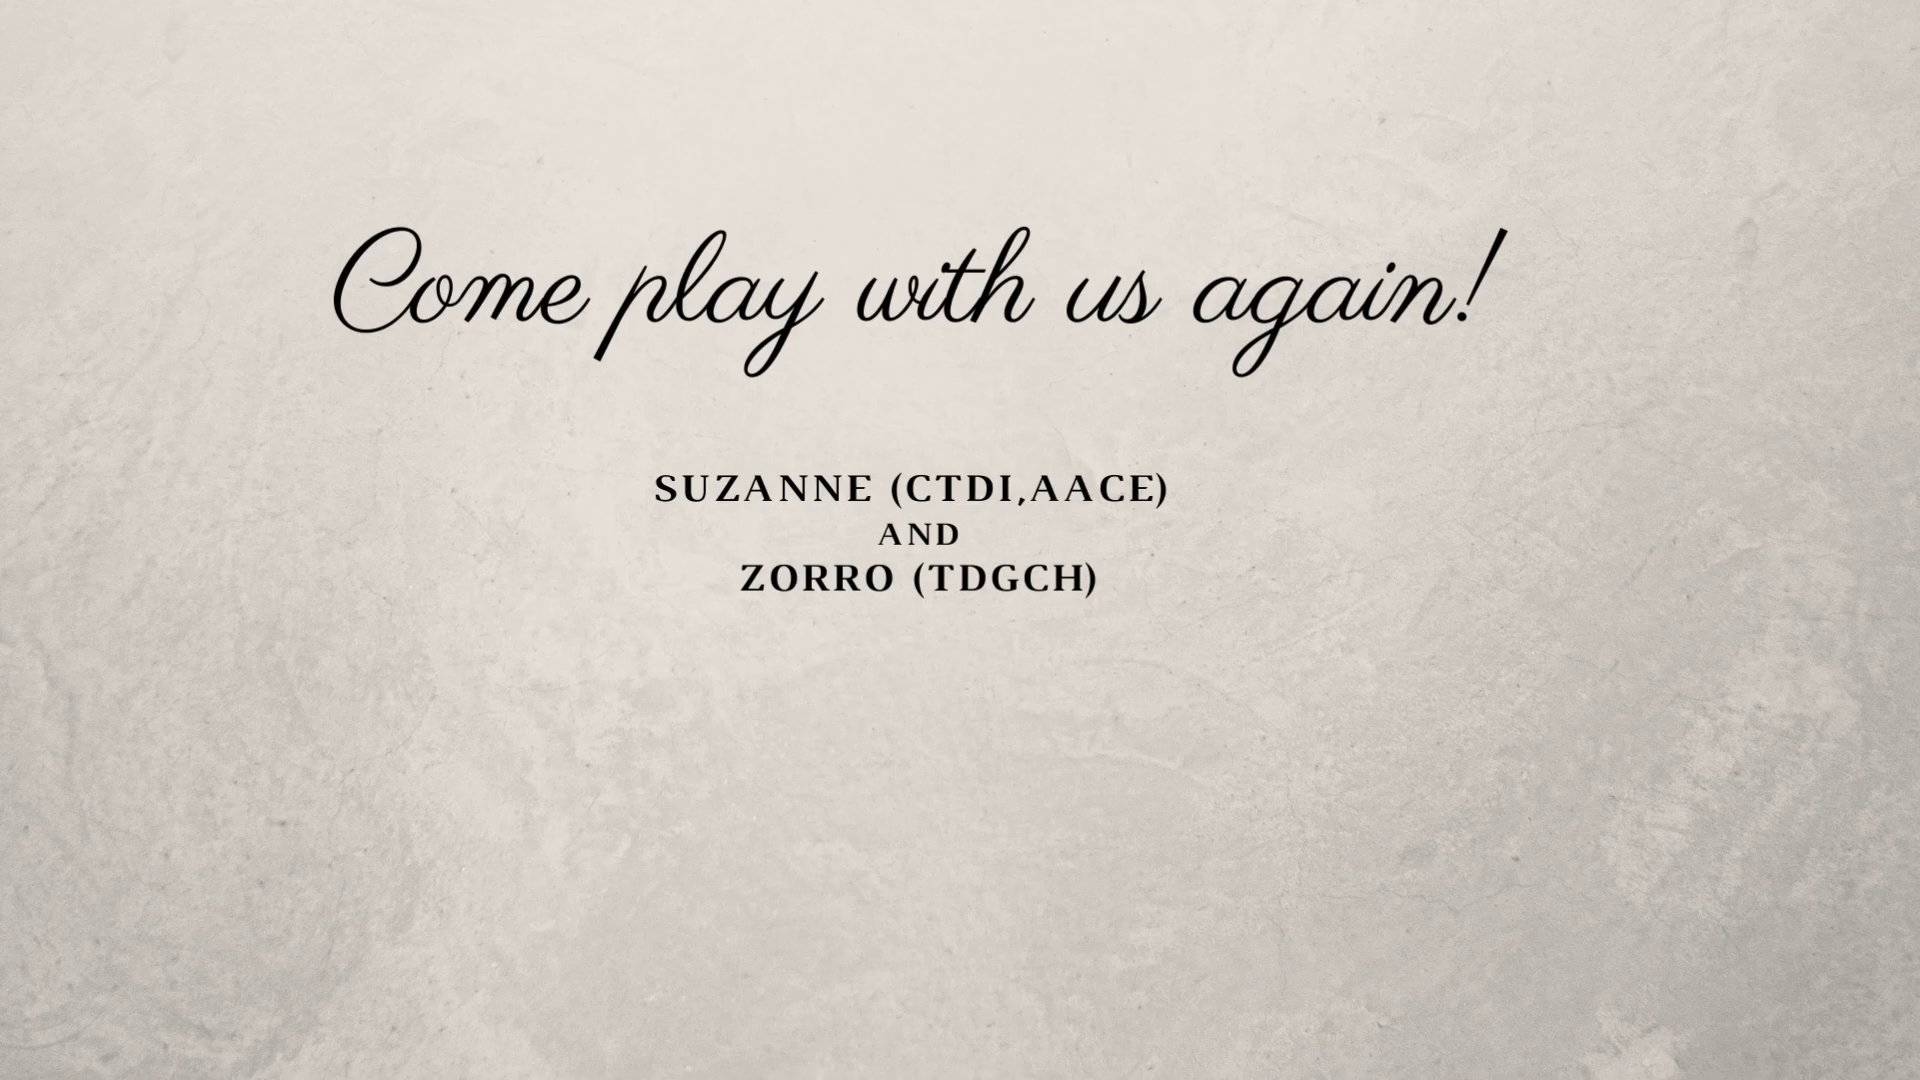 Come play with us again!
SUZANNE (CTDI,AACE)
AND
ZORRO (TDGCH)